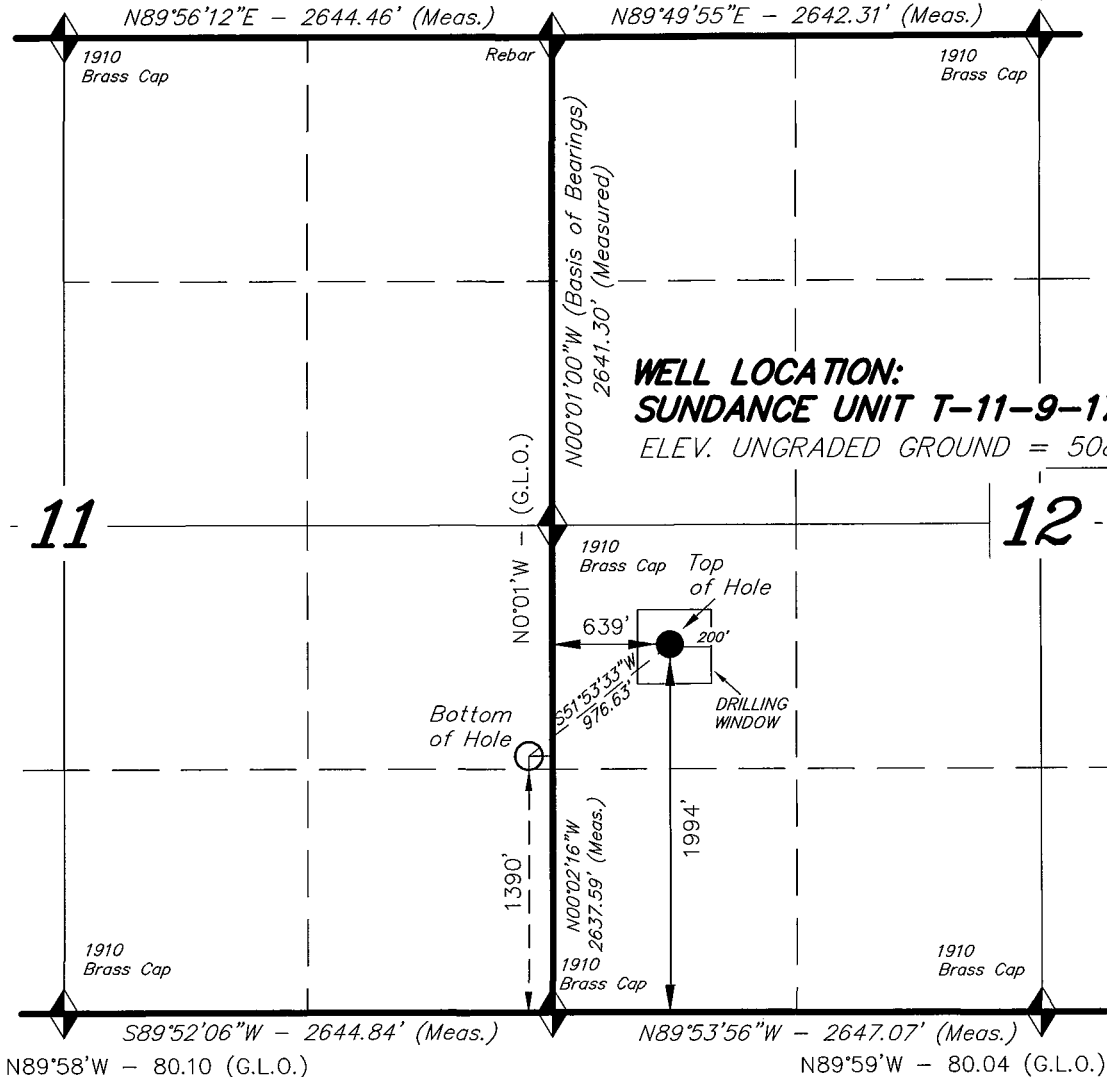 N89°56'12"E - 2644.46' (Meas.)
N89°49'55"E - 2642.31' (Meas.)
1910
Brass Cap
Rebar
1910
Brass Cap
N00°01'00"W (Basis of Bearings)
2641.30' (Measured)
WELL LOCATION:
SUNDANCE UNIT T-11-9-17
ELEV. UNGRADED GROUND = 508
N0°01'W - (G.L.O.)
11
12
1910
Brass Cap
Top
of Hole
639'
200'
S51°53'33"W
976.63'
DRILLING
WINDOW
Bottom
of Hole
1390'
N00°02'16"W
2637.59' (Meas.)
1994'
1910
Brass Cap
1910
Brass Cap
1910
Brass Cap
S89°52'06"W - 2644.84' (Meas.)
N89°53'56"W - 2647.07' (Meas.)
N89°58'W - 80.10 (G.L.O.)
N89°59'W - 80.04 (G.L.O.)